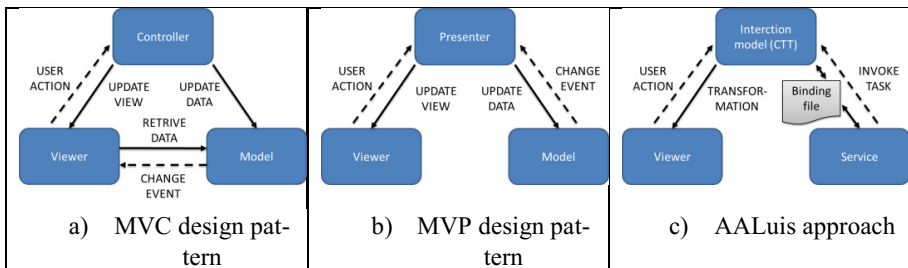 Controller
USER
ACTION
UPDATE
VIEW
UPDATE
DATA
RETRIVE
DATA
Viewer
Model
CHANGE
EVENT
a) MVC design pat-
tern
Presenter
USER
ACTION
CHANGE
EVENT
UPDATE
VIEW
UPDATE
DATA
Viewer
Model
b) MVP design pattern
tern
Interction
model (CTT)
USER
ACTION
INVOKE
TASK
TRANSFOR-
MATION
Binding
file
Viewer
Service
c) AALuis approach